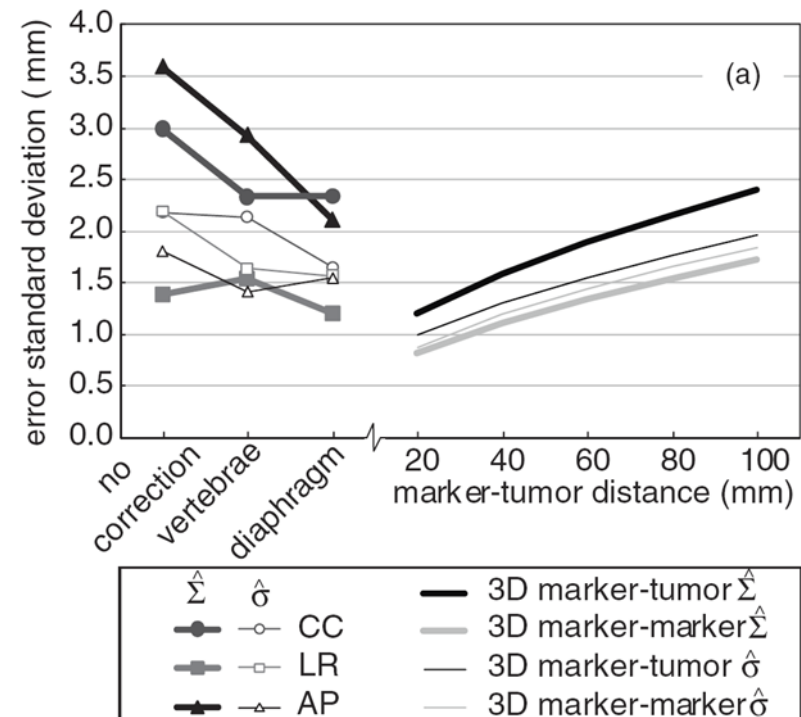 error standard deviation ( mm)
4.0
3.5
3.0
2.5
2.0
1.5
1.0
0.5
0.0
(a)
no
correction
vertebrae
diaphragm
20 40 60 80 100
marker-tumor distance (mm)
Σ̂ σ̂
CC
LR
AP
3D marker-tumor Σ̂
3D marker-marker Σ̂
3D marker-tumor σ̂
3D marker-marker σ̂